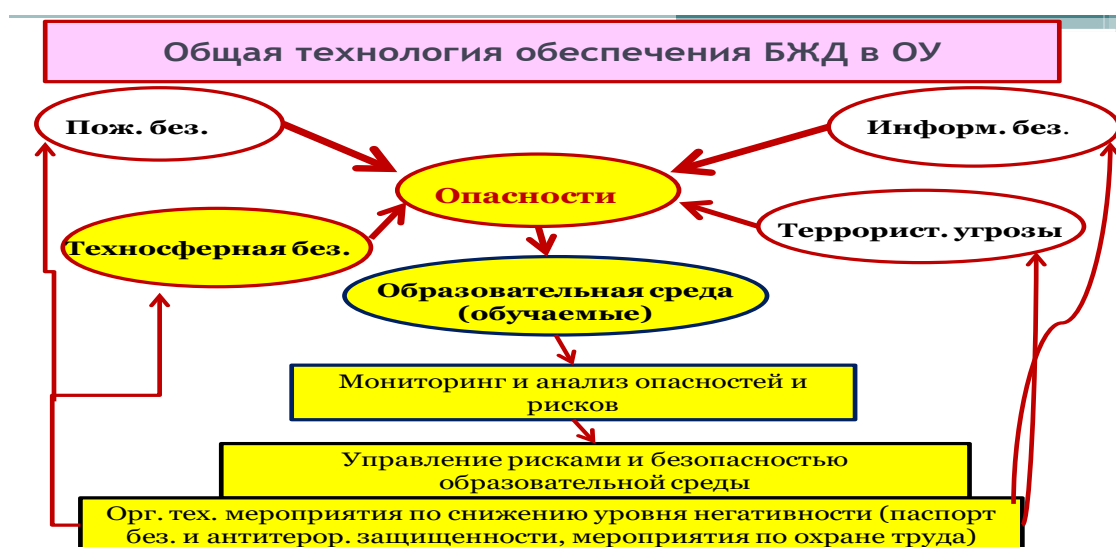 Общая технология обеспечения БЖД в ОУ
Пож. без.
Информ. без.
Опасности
Техносферная без.
Террорист. угрозы
Образовательная среда
(обучаемые)
Мониторинг и анализ опасностей и
рисков
Управление рисками и безопасностью
образовательной среды
Орг. тех. мероприятия по снижению уровня негативности (паспорт
без. и антитерор. защищенности, мероприятия по охране труда)